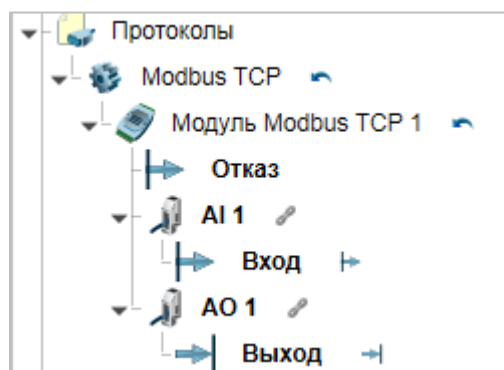 Протоколы
Modbus TCP
Модуль Modbus TCP 1
Отказ
AI 1
Вход
AO 1
Выход